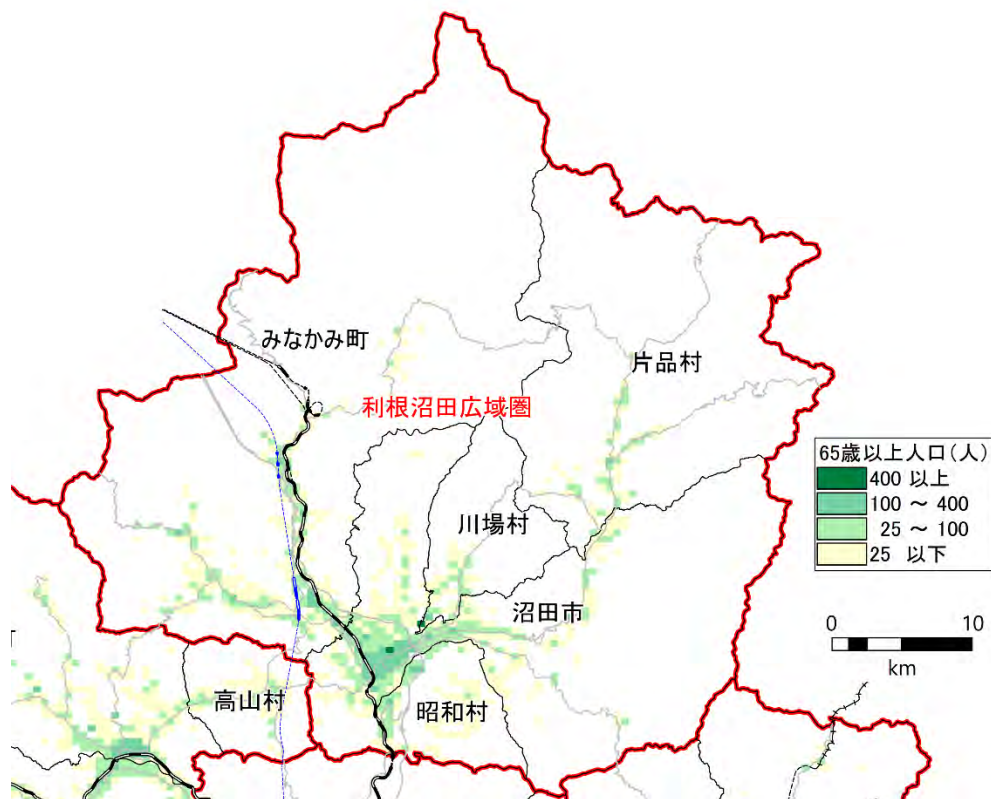 みなかみ町
片品村
利根沼田広域圏
65歳以上人口(人)
400 以上
100 ～ 400
25 ～ 100
25 以下
川場村
沼田市
0 10
km
高山村
昭和村